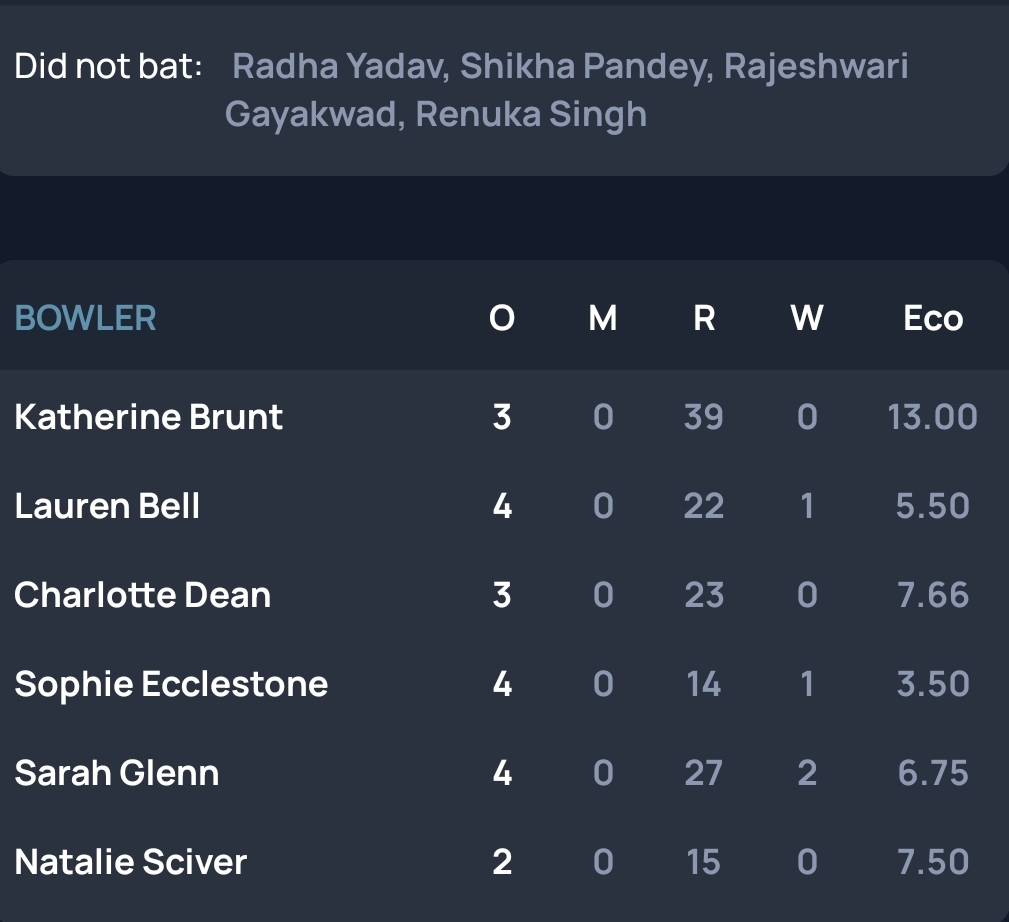 Did not bat: Radha Yadav, Shikha Pandey, Rajeshwari
Gayakwad, Renuka Singh
BOWLER O M R W Eco
Katherine Brunt 3 0 39 0 13.00
Lauren Bell 4 0 22 1 5.50
Charlotte Dean 3 0 23 0 7.66
Sophie Ecclestone 4 0 14 1 3.50
Sarah Glenn 4 0 27 2 6.75
Natalie Sciver 2 0 15 0 7.50